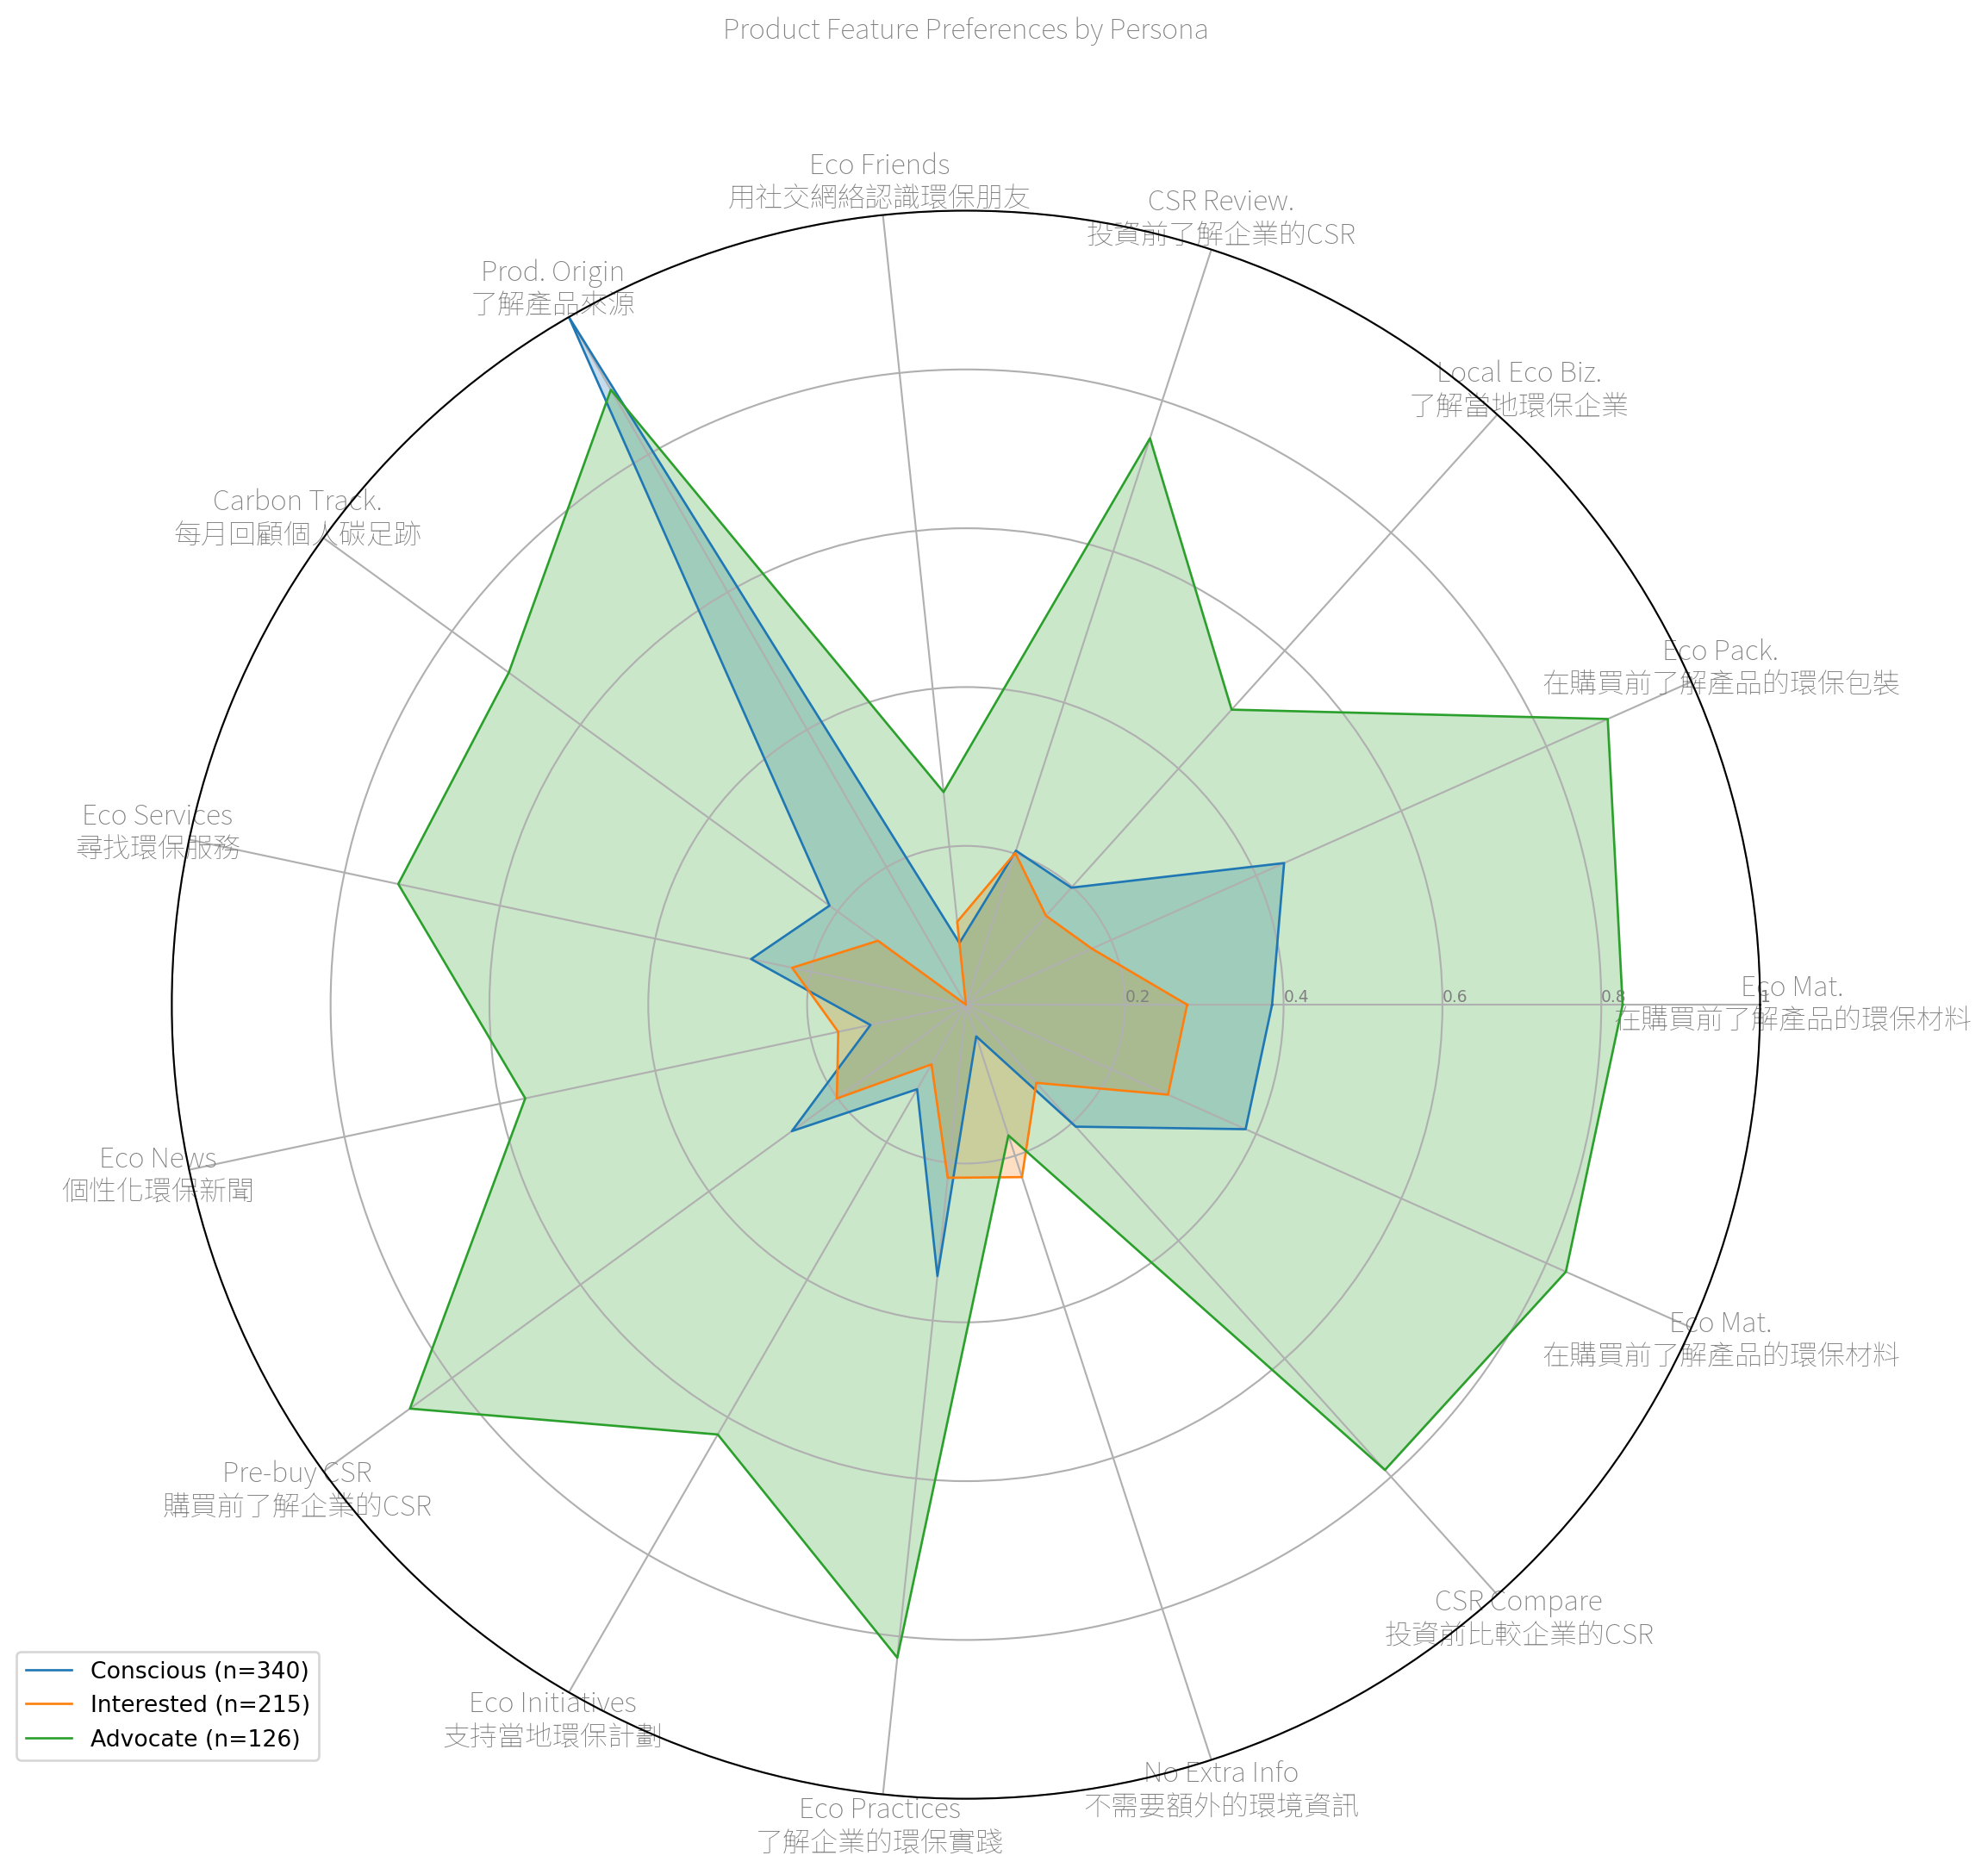 Product Feature Preferences by Persona
Eco Friends
用社交網絡認識環保朋友
CSR Review.
投資前了解企業的CSR
Prod. Origin
了解產品來源
Local Eco Biz.
了解當地環保企業
Carbon Track.
每月回顧個人碳足跡
Eco Pack.
在購買前了解產品的環保包裝
Eco Services
尋找環保服務
0.2
0.4
0.6
0.8
1
Eco Mat.
在購買前了解產品的環保材料
Eco News
個性化環保新聞
Eco Mat.
在購買前了解產品的環保材料
Pre-buy CSR
購買前了解企業的CSR
CSR Compare
投資前比較企業的CSR
Eco Initiatives
支持當地環保計劃
No Extra Info
不需要額外的環境資訊
Eco Practices
了解企業的環保實踐
Conscious (n=340)
Interested (n=215)
Advocate (n=126)